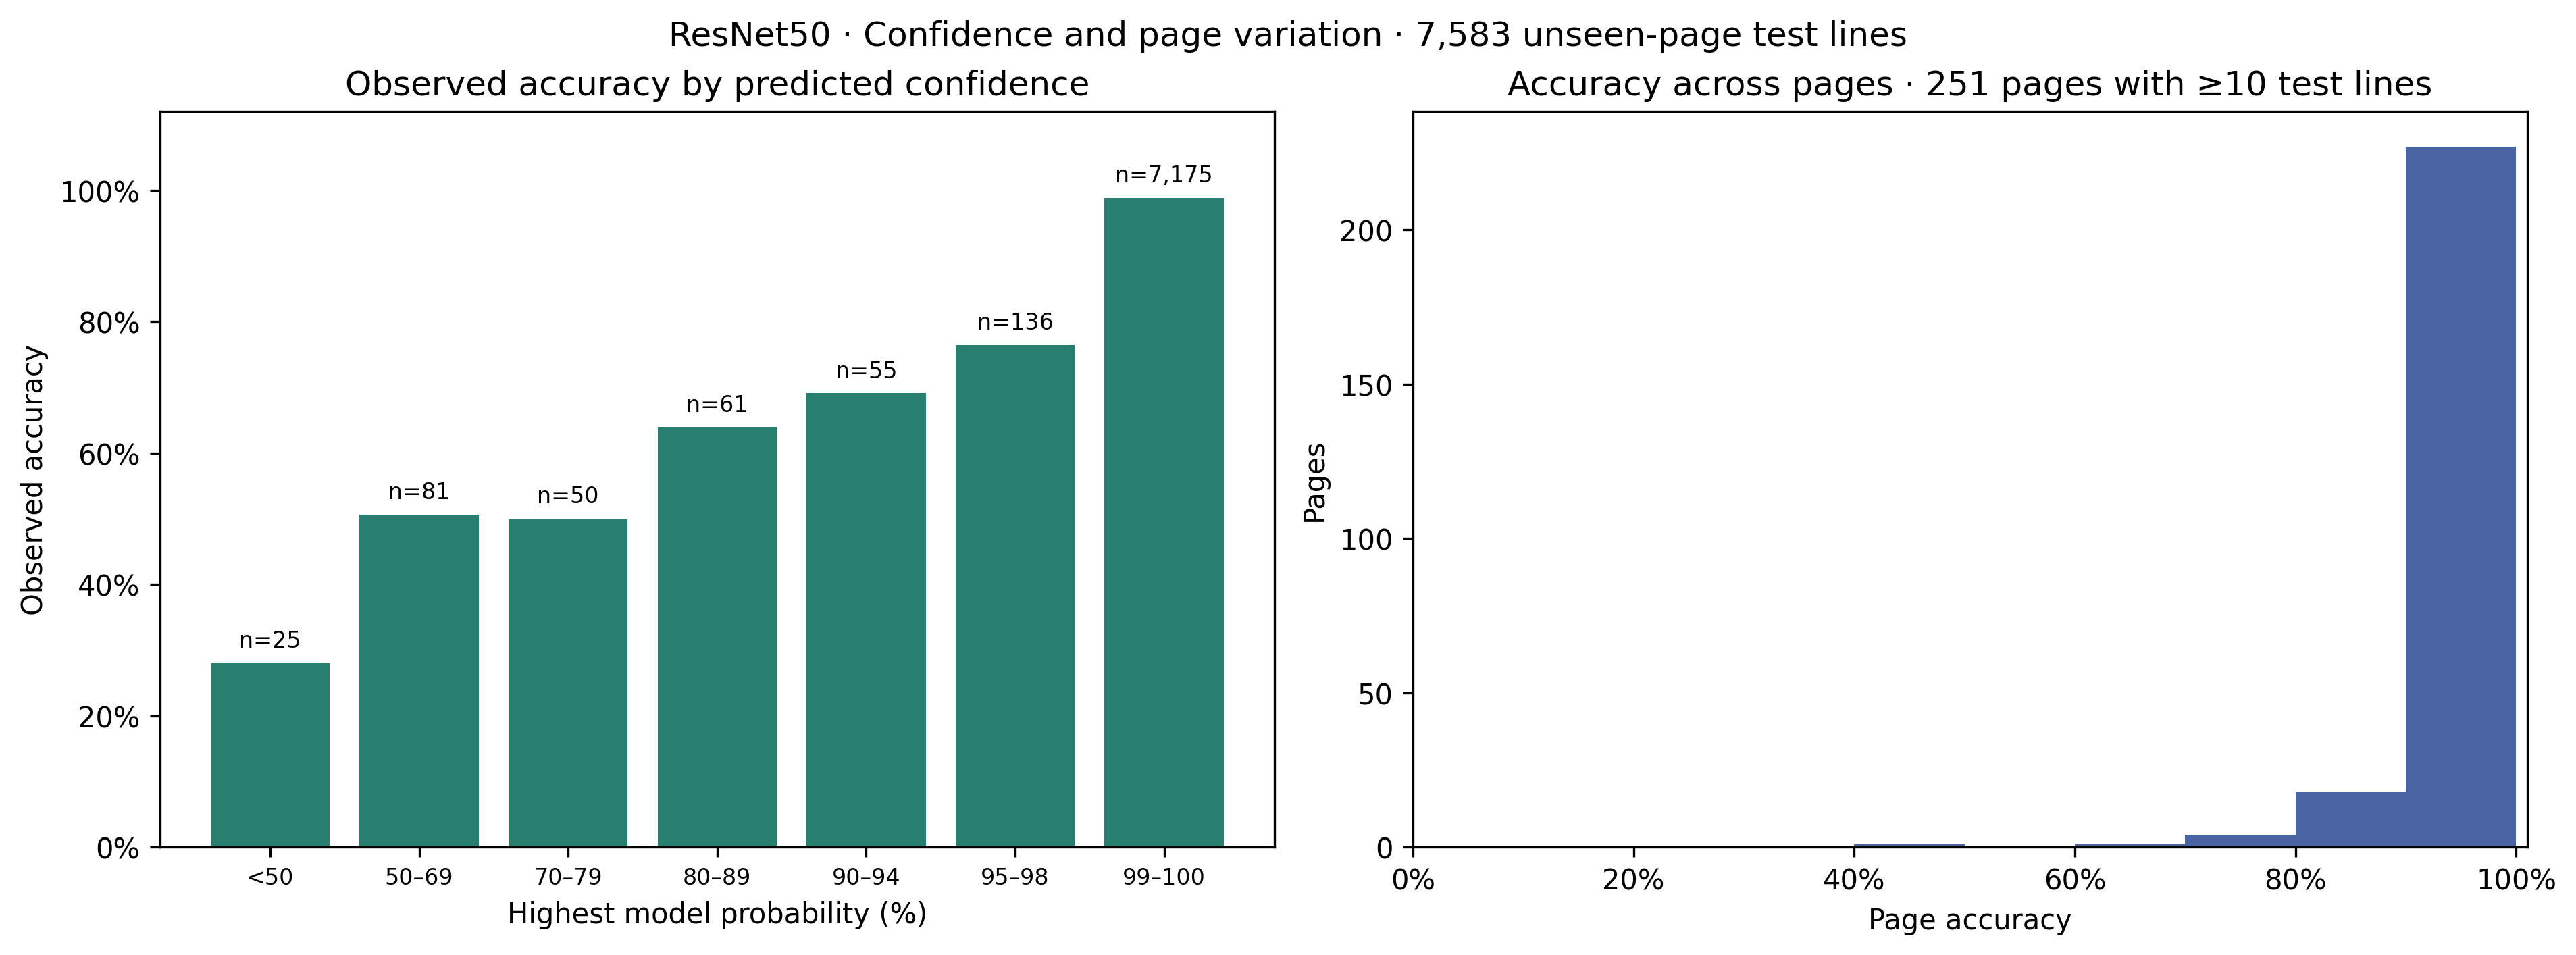 ResNet50 · Confidence and page variation · 7,583 unseen-page test lines
Observed accuracy by predicted confidence
Observed accuracy
100%
80%
60%
40%
20%
0%
n=25
n=81
n=50
n=61
n=55
n=136
n=7,175
<50
50–69
70–79
80–89
90–94
95–98
99–100
Highest model probability (%)
Accuracy across pages · 251 pages with ≥10 test lines
Pages
200
150
100
50
0
0%
20%
40%
60%
80%
100%
Page accuracy